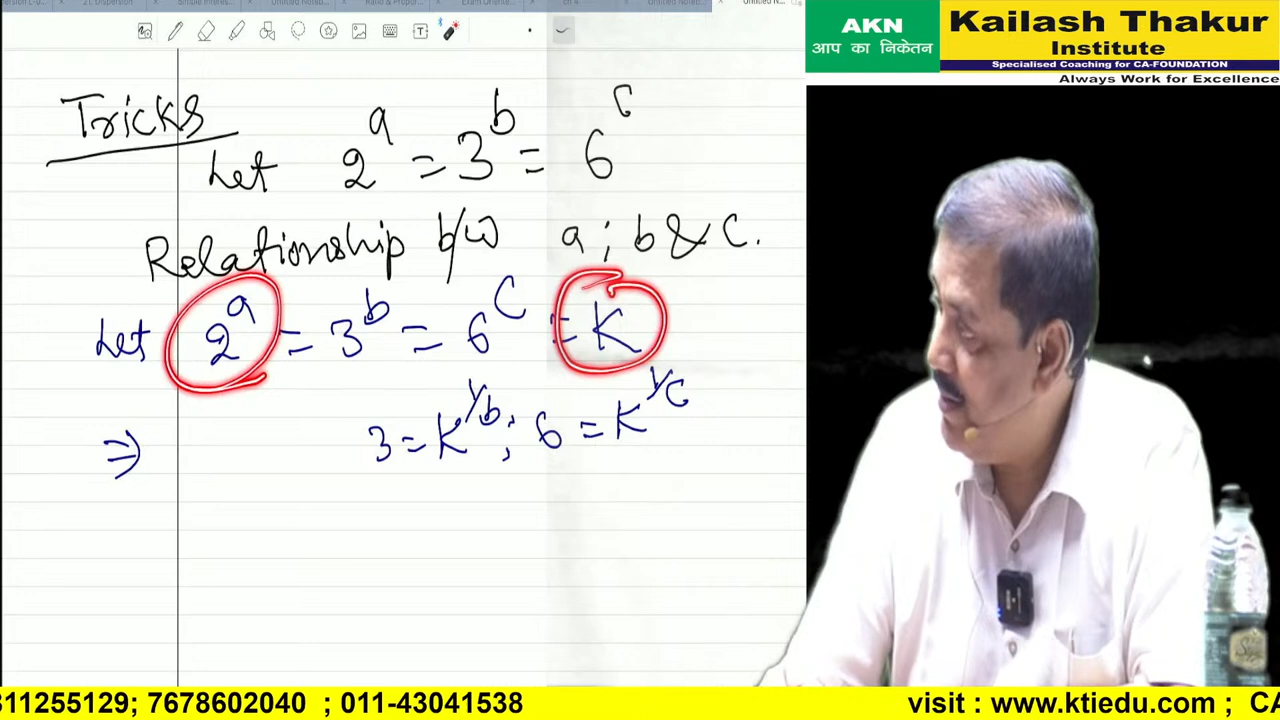 AKN
आप का निकेतन
Kailash Thakur
Institute
Specialised Coaching for CA-FOUNDATION
Always Work for Excellence
Tricks
Let 2^a = 3^b = 6^c
Relationship b/w a; b & c.
Let 2^a = 3^b = 6^c = K
⇒ 3 = K^1/b; 6 = K^1/c
311255129; 7678602040 ; 011-43041538
visit : www.ktiedu.com ; CA